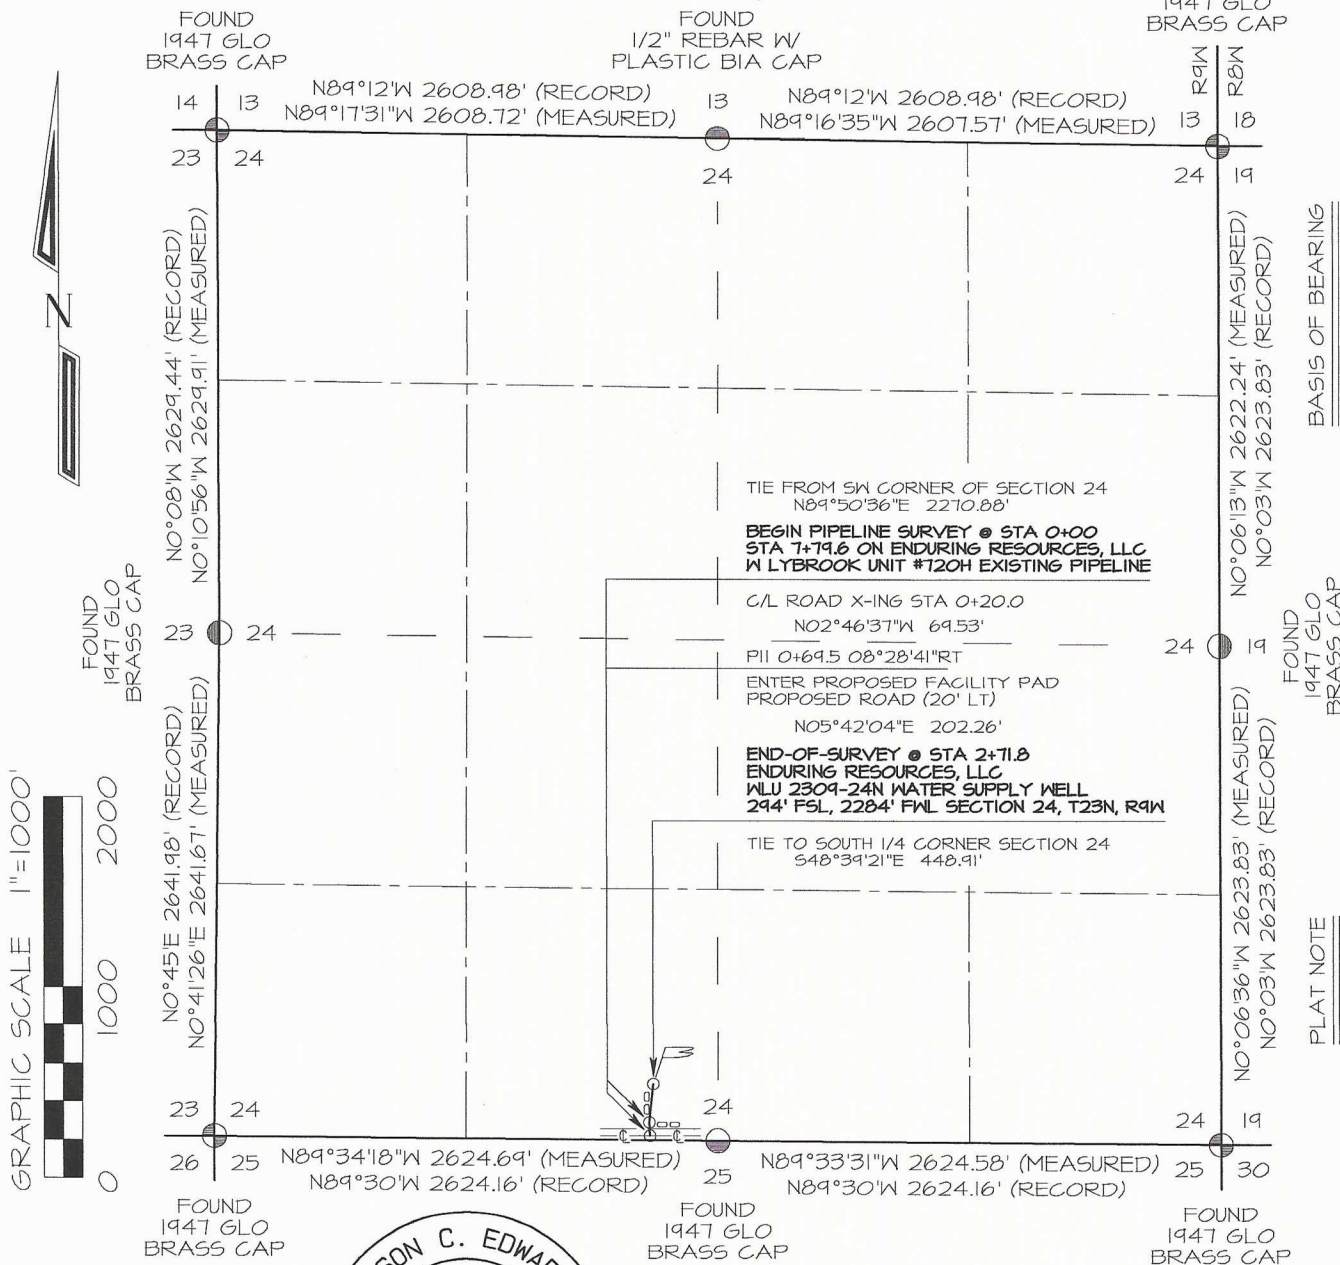 FOUND
1947 GLO
BRASS CAP
FOUND
1/2" REBAR W/
PLASTIC BIA CAP
1947 GLO
BRASS CAP
R9W
R8W
N89°12'W 2608.98' (RECORD)
N89°17'31"W 2608.72' (MEASURED)
N89°12'W 2608.98' (RECORD)
N89°16'35"W 2607.57' (MEASURED)
14 13
13
13 18
23 24
24
24 19
N
N0°08'W 2629.44' (RECORD)
N0°10'56"W 2629.91' (MEASURED)
N0°06'13"W 2622.24' (MEASURED)
N0°03'W 2623.83' (RECORD)
BASIS OF BEARING
TIE FROM SW CORNER OF SECTION 24
N89°50'36"E 2270.88'
BEGIN PIPELINE SURVEY @ STA 0+00
STA 7+79.6 ON ENDURING RESOURCES, LLC
W LYBROOK UNIT #720H EXISTING PIPELINE
C/L ROAD X-ING STA 0+20.0
N02°46'37"W 69.53'
FOUND
1947 GLO
BRASS CAP
23 24
24 19
FOUND
1947 GLO
BRASS CAP
PI1 0+69.5 08°28'41"RT
ENTER PROPOSED FACILITY PAD
PROPOSED ROAD (20' LT)
N05°42'04"E 202.26'
END-OF-SURVEY @ STA 2+71.8
ENDURING RESOURCES, LLC
WLU 2309-24N WATER SUPPLY WELL
294' FSL, 2284' FWL SECTION 24, T23N, R9W
TIE TO SOUTH 1/4 CORNER SECTION 24
S48°39'21"E 448.91'
N0°45'E 2641.98' (RECORD)
N0°41'26"E 2641.67' (MEASURED)
N0°06'36"W 2623.83' (MEASURED)
N0°03'W 2623.83' (RECORD)
PLAT NOTE
GRAPHIC SCALE 1"=1000'
0 1000 2000
23 24
24
24 19
26 25
25
25 30
N89°34'18"W 2624.69' (MEASURED)
N89°30'W 2624.16' (RECORD)
N89°33'31"W 2624.58' (MEASURED)
N89°30'W 2624.16' (RECORD)
FOUND
1947 GLO
BRASS CAP
FOUND
1947 GLO
BRASS CAP
FOUND
1947 GLO
BRASS CAP
SON C. EDWAR